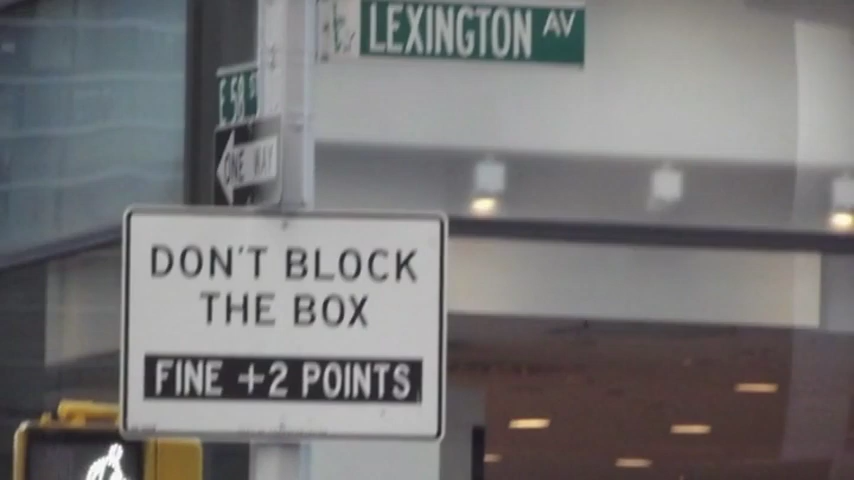 LEXINGTON AV
E 58 ST
ONE WAY
DON'T BLOCK
THE BOX
FINE +2 POINTS